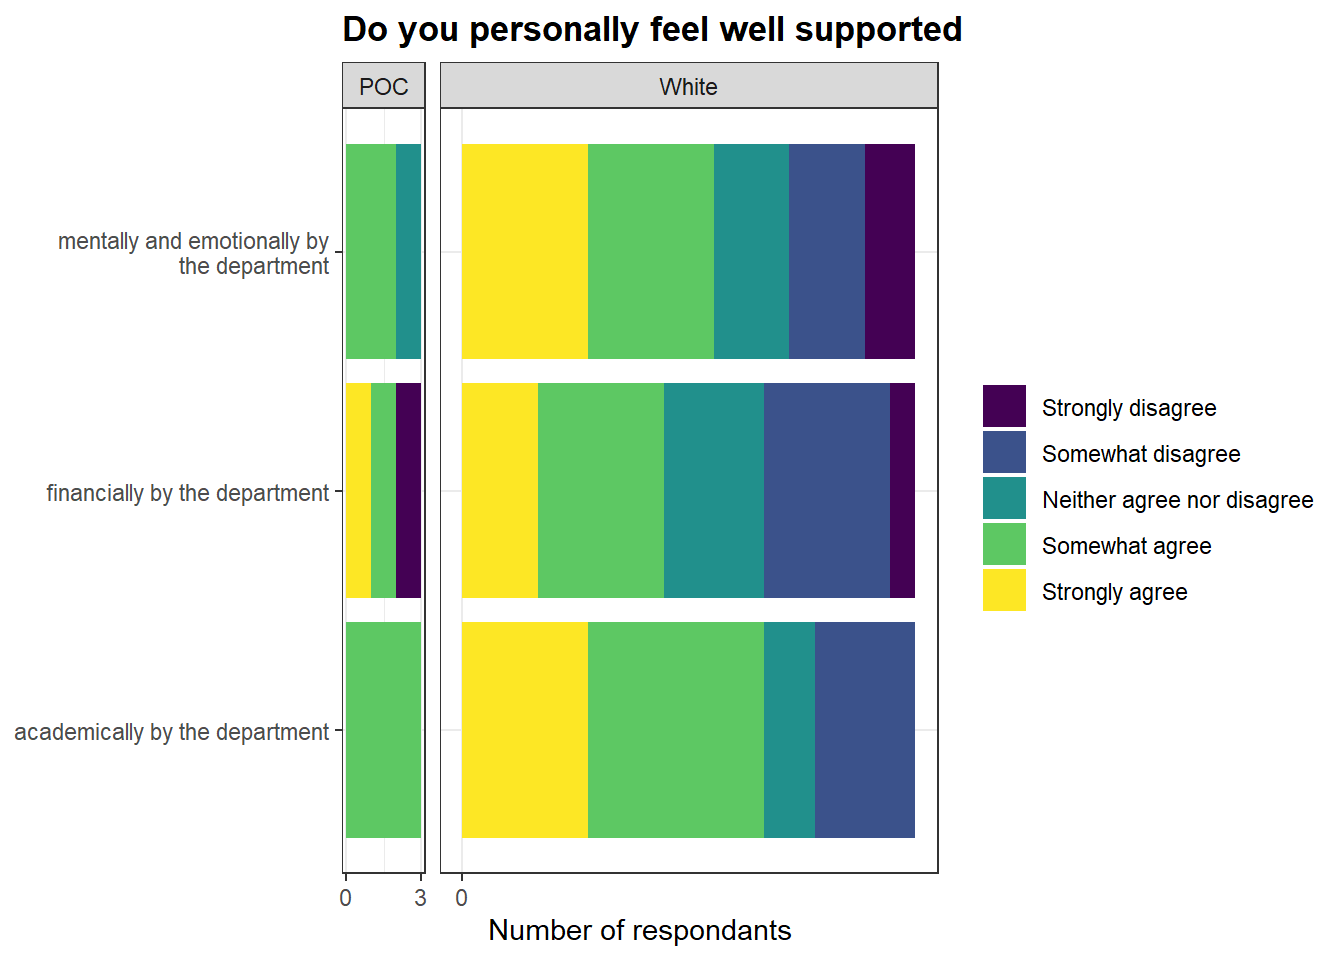 Do you personally feel well supported
POC
White
mentally and emotionally by
the department
financially by the department
academically by the department
0
3
0
Number of respondants
Strongly disagree
Somewhat disagree
Neither agree nor disagree
Somewhat agree
Strongly agree